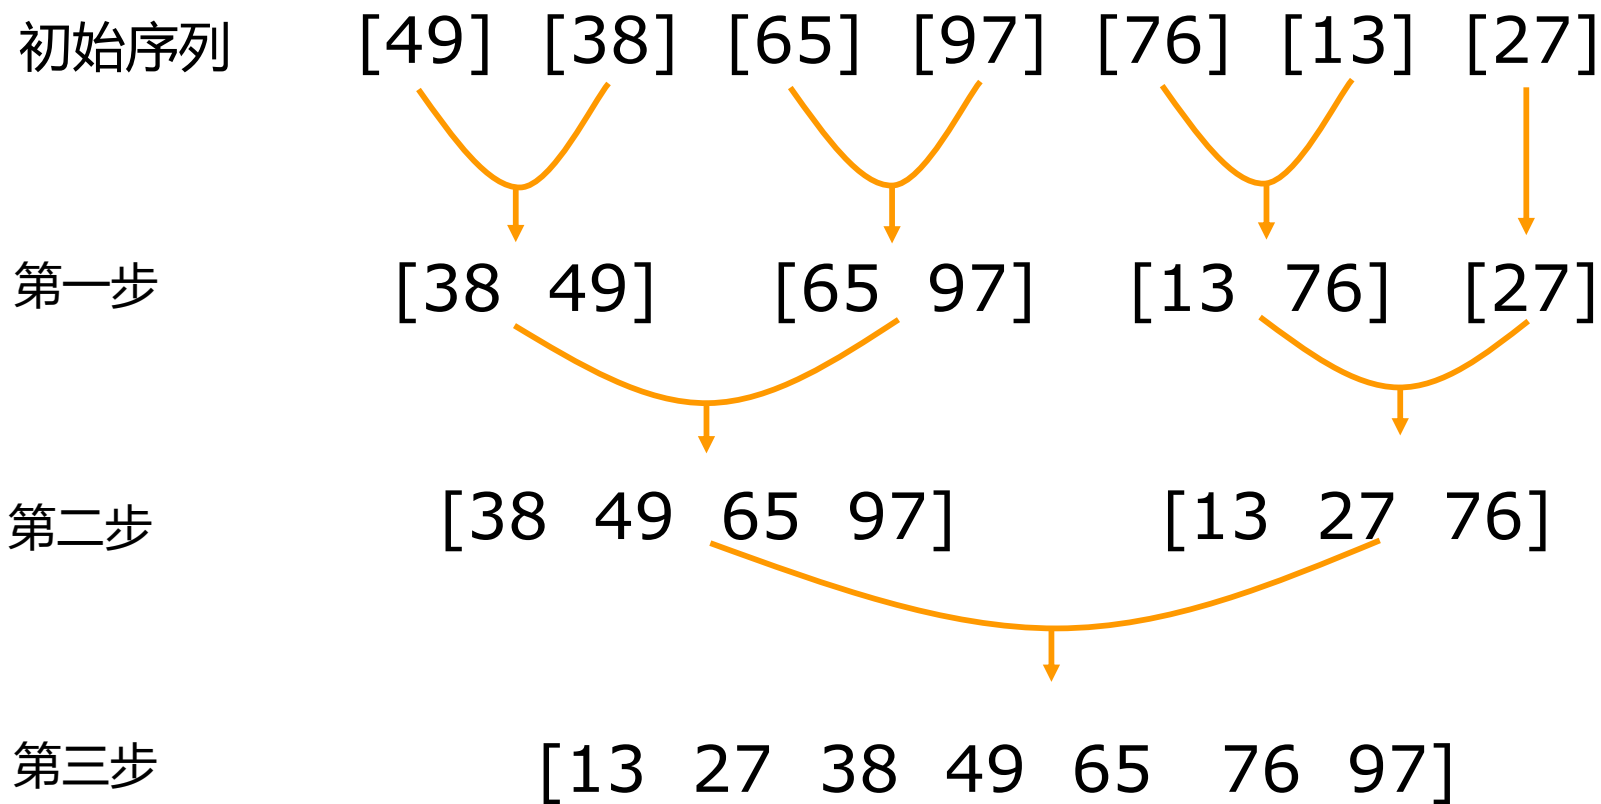 初始序列 [49] [38] [65] [97] [76] [13] [27]
第一步 [38 49] [65 97] [13 76] [27]
第二步 [38 49 65 97] [13 27 76]
第三步 [13 27 38 49 65 76 97]